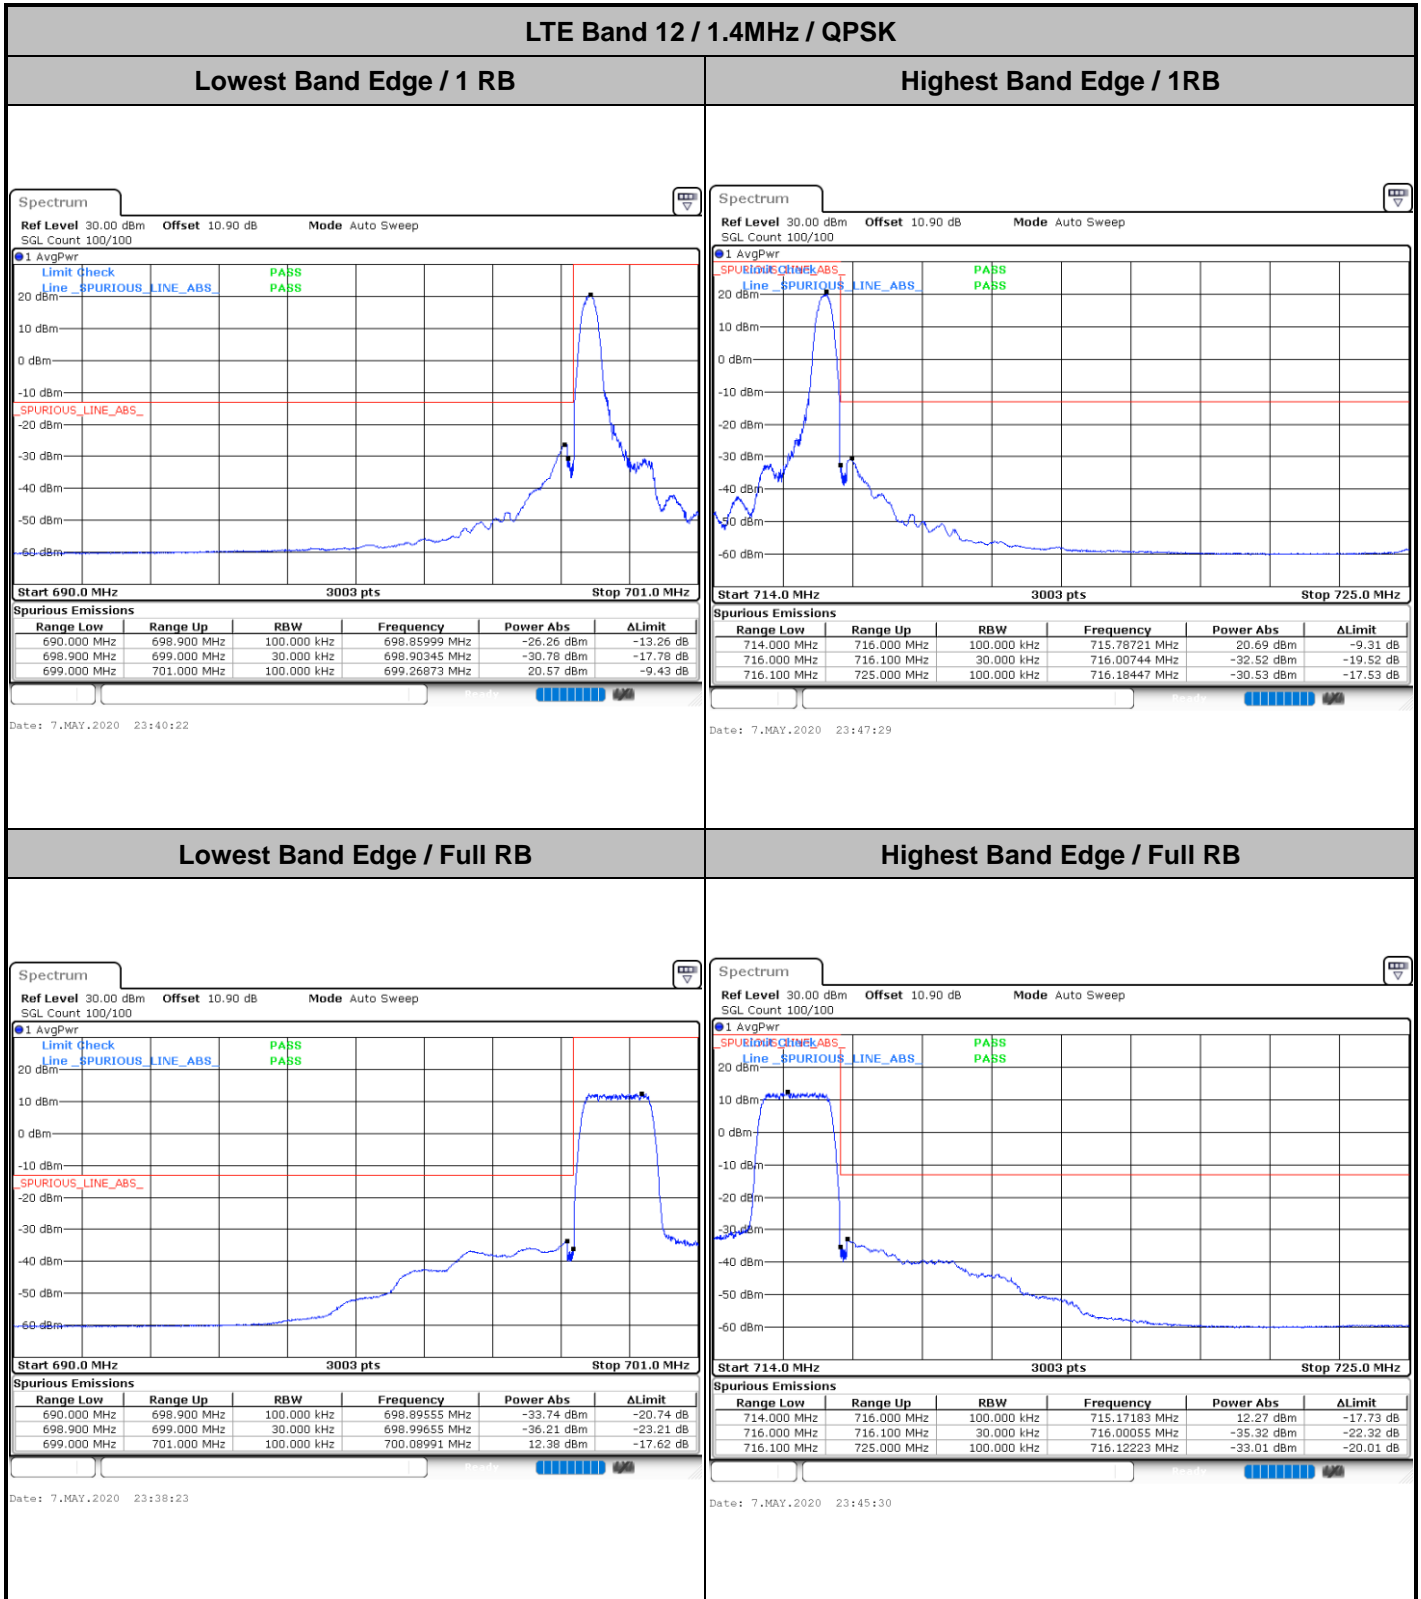 LTE Band 12 / 1.4MHz / QPSK
Lowest Band Edge / 1 RB
Highest Band Edge / 1RB
Spectrum
Ref Level 30.00 dBm Offset 10.90 dB Mode Auto Sweep
SGL Count 100/100
1 AvgPwr
Limit Check PASS
Line _SPURIOUS_LINE_ABS_ PASS
20 dBm
10 dBm
0 dBm
-10 dBm
_SPURIOUS_LINE_ABS_
-20 dBm
-30 dBm
-40 dBm
-50 dBm
-60 dBm
Start 690.0 MHz 3003 pts Stop 701.0 MHz
Spurious Emissions
Range Low Range Up RBW Frequency Power Abs ΔLimit
690.000 MHz 698.900 MHz 100.000 kHz 698.85999 MHz -26.26 dBm -13.26 dB
698.900 MHz 699.000 MHz 30.000 kHz 698.90345 MHz -30.78 dBm -17.78 dB
699.000 MHz 701.000 MHz 100.000 kHz 699.26873 MHz 20.57 dBm -9.43 dB
Ready
Date: 7.MAY.2020 23:40:22
Spectrum
Ref Level 30.00 dBm Offset 10.90 dB Mode Auto Sweep
SGL Count 100/100
1 AvgPwr
_SPURIOUS_LINE_ABS_
Limit Check PASS
Line _SPURIOUS_LINE_ABS_ PASS
20 dBm
10 dBm
0 dBm
-10 dBm
-20 dBm
-30 dBm
-40 dBm
-50 dBm
-60 dBm
Start 714.0 MHz 3003 pts Stop 725.0 MHz
Spurious Emissions
Range Low Range Up RBW Frequency Power Abs ΔLimit
714.000 MHz 716.000 MHz 100.000 kHz 715.78721 MHz 20.69 dBm -9.31 dB
716.000 MHz 716.100 MHz 30.000 kHz 716.00744 MHz -32.52 dBm -19.52 dB
716.100 MHz 725.000 MHz 100.000 kHz 716.18447 MHz -30.53 dBm -17.53 dB
Ready
Date: 7.MAY.2020 23:47:29
Lowest Band Edge / Full RB
Highest Band Edge / Full RB
Spectrum
Ref Level 30.00 dBm Offset 10.90 dB Mode Auto Sweep
SGL Count 100/100
1 AvgPwr
Limit Check PASS
Line _SPURIOUS_LINE_ABS_ PASS
20 dBm
10 dBm
0 dBm
-10 dBm
_SPURIOUS_LINE_ABS_
-20 dBm
-30 dBm
-40 dBm
-50 dBm
-60 dBm
Start 690.0 MHz 3003 pts Stop 701.0 MHz
Spurious Emissions
Range Low Range Up RBW Frequency Power Abs ΔLimit
690.000 MHz 698.900 MHz 100.000 kHz 698.89555 MHz -33.74 dBm -20.74 dB
698.900 MHz 699.000 MHz 30.000 kHz 698.99655 MHz -36.21 dBm -23.21 dB
699.000 MHz 701.000 MHz 100.000 kHz 700.08991 MHz 12.38 dBm -17.62 dB
Ready
Date: 7.MAY.2020 23:38:23
Spectrum
Ref Level 30.00 dBm Offset 10.90 dB Mode Auto Sweep
SGL Count 100/100
1 AvgPwr
_SPURIOUS_LINE_ABS_
Limit Check PASS
Line _SPURIOUS_LINE_ABS_ PASS
20 dBm
10 dBm
0 dBm
-10 dBm
-20 dBm
-30 dBm
-40 dBm
-50 dBm
-60 dBm
Start 714.0 MHz 3003 pts Stop 725.0 MHz
Spurious Emissions
Range Low Range Up RBW Frequency Power Abs ΔLimit
714.000 MHz 716.000 MHz 100.000 kHz 715.17183 MHz 12.27 dBm -17.73 dB
716.000 MHz 716.100 MHz 30.000 kHz 716.00055 MHz -35.32 dBm -22.32 dB
716.100 MHz 725.000 MHz 100.000 kHz 716.12223 MHz -33.01 dBm -20.01 dB
Ready
Date: 7.MAY.2020 23:45:30